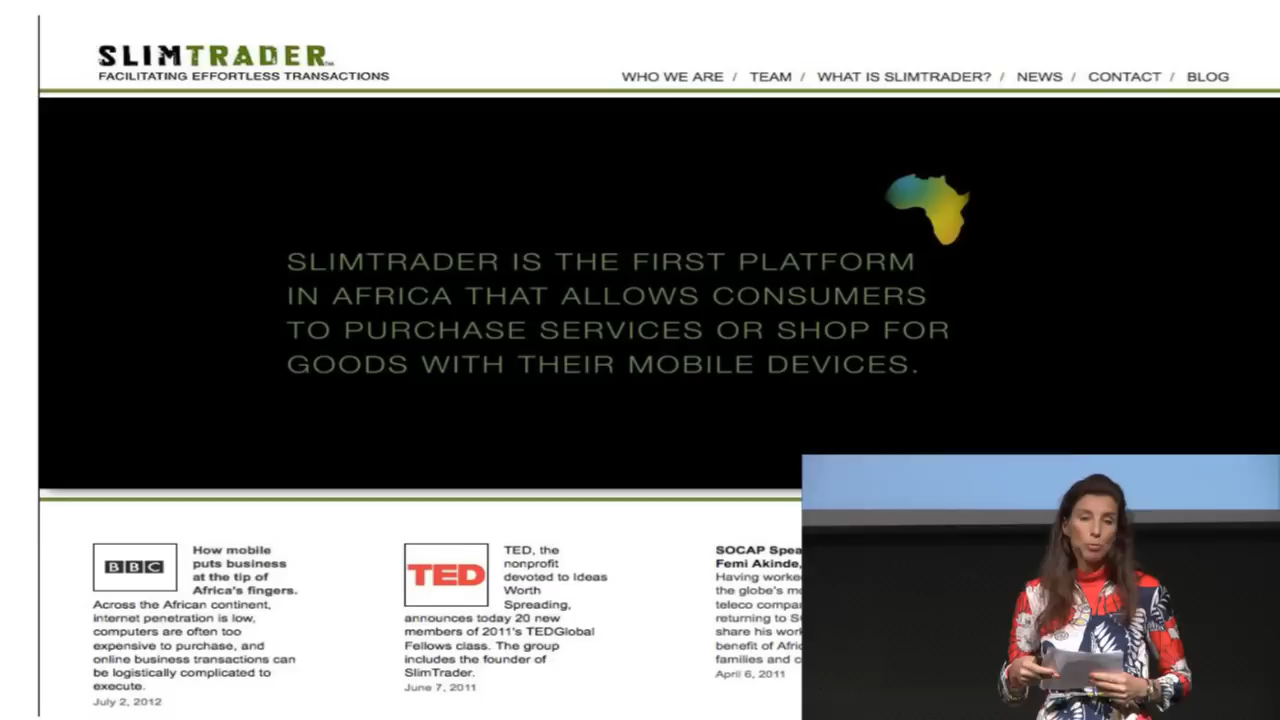 SLIMTRADER
FACILITATING EFFORTLESS TRANSACTIONS
WHO WE ARE / TEAM / WHAT IS SLIMTRADER? / NEWS / CONTACT / BLOG
SLIMTRADER IS THE FIRST PLATFORM
IN AFRICA THAT ALLOWS CONSUMERS
TO PURCHASE SERVICES OR SHOP FOR
GOODS WITH THEIR MOBILE DEVICES.
BBC
How mobile
puts business
at the tip of
Africa's fingers.
Across the African continent,
internet penetration is low,
computers are often too
expensive to purchase, and
online business transactions can
be logistically complicated to
execute.
July 2, 2012
TED
TED, the
nonprofit
devoted to Ideas
Worth
Spreading,
announces today 20 new
members of 2011's TEDGlobal
Fellows class. The group
includes the founder of
SlimTrader.
June 7, 2011
SOCAP
Femi Akinde,
Having
the globe's
teleco
returning to
share his
benefit of
families and
April 6, 2011